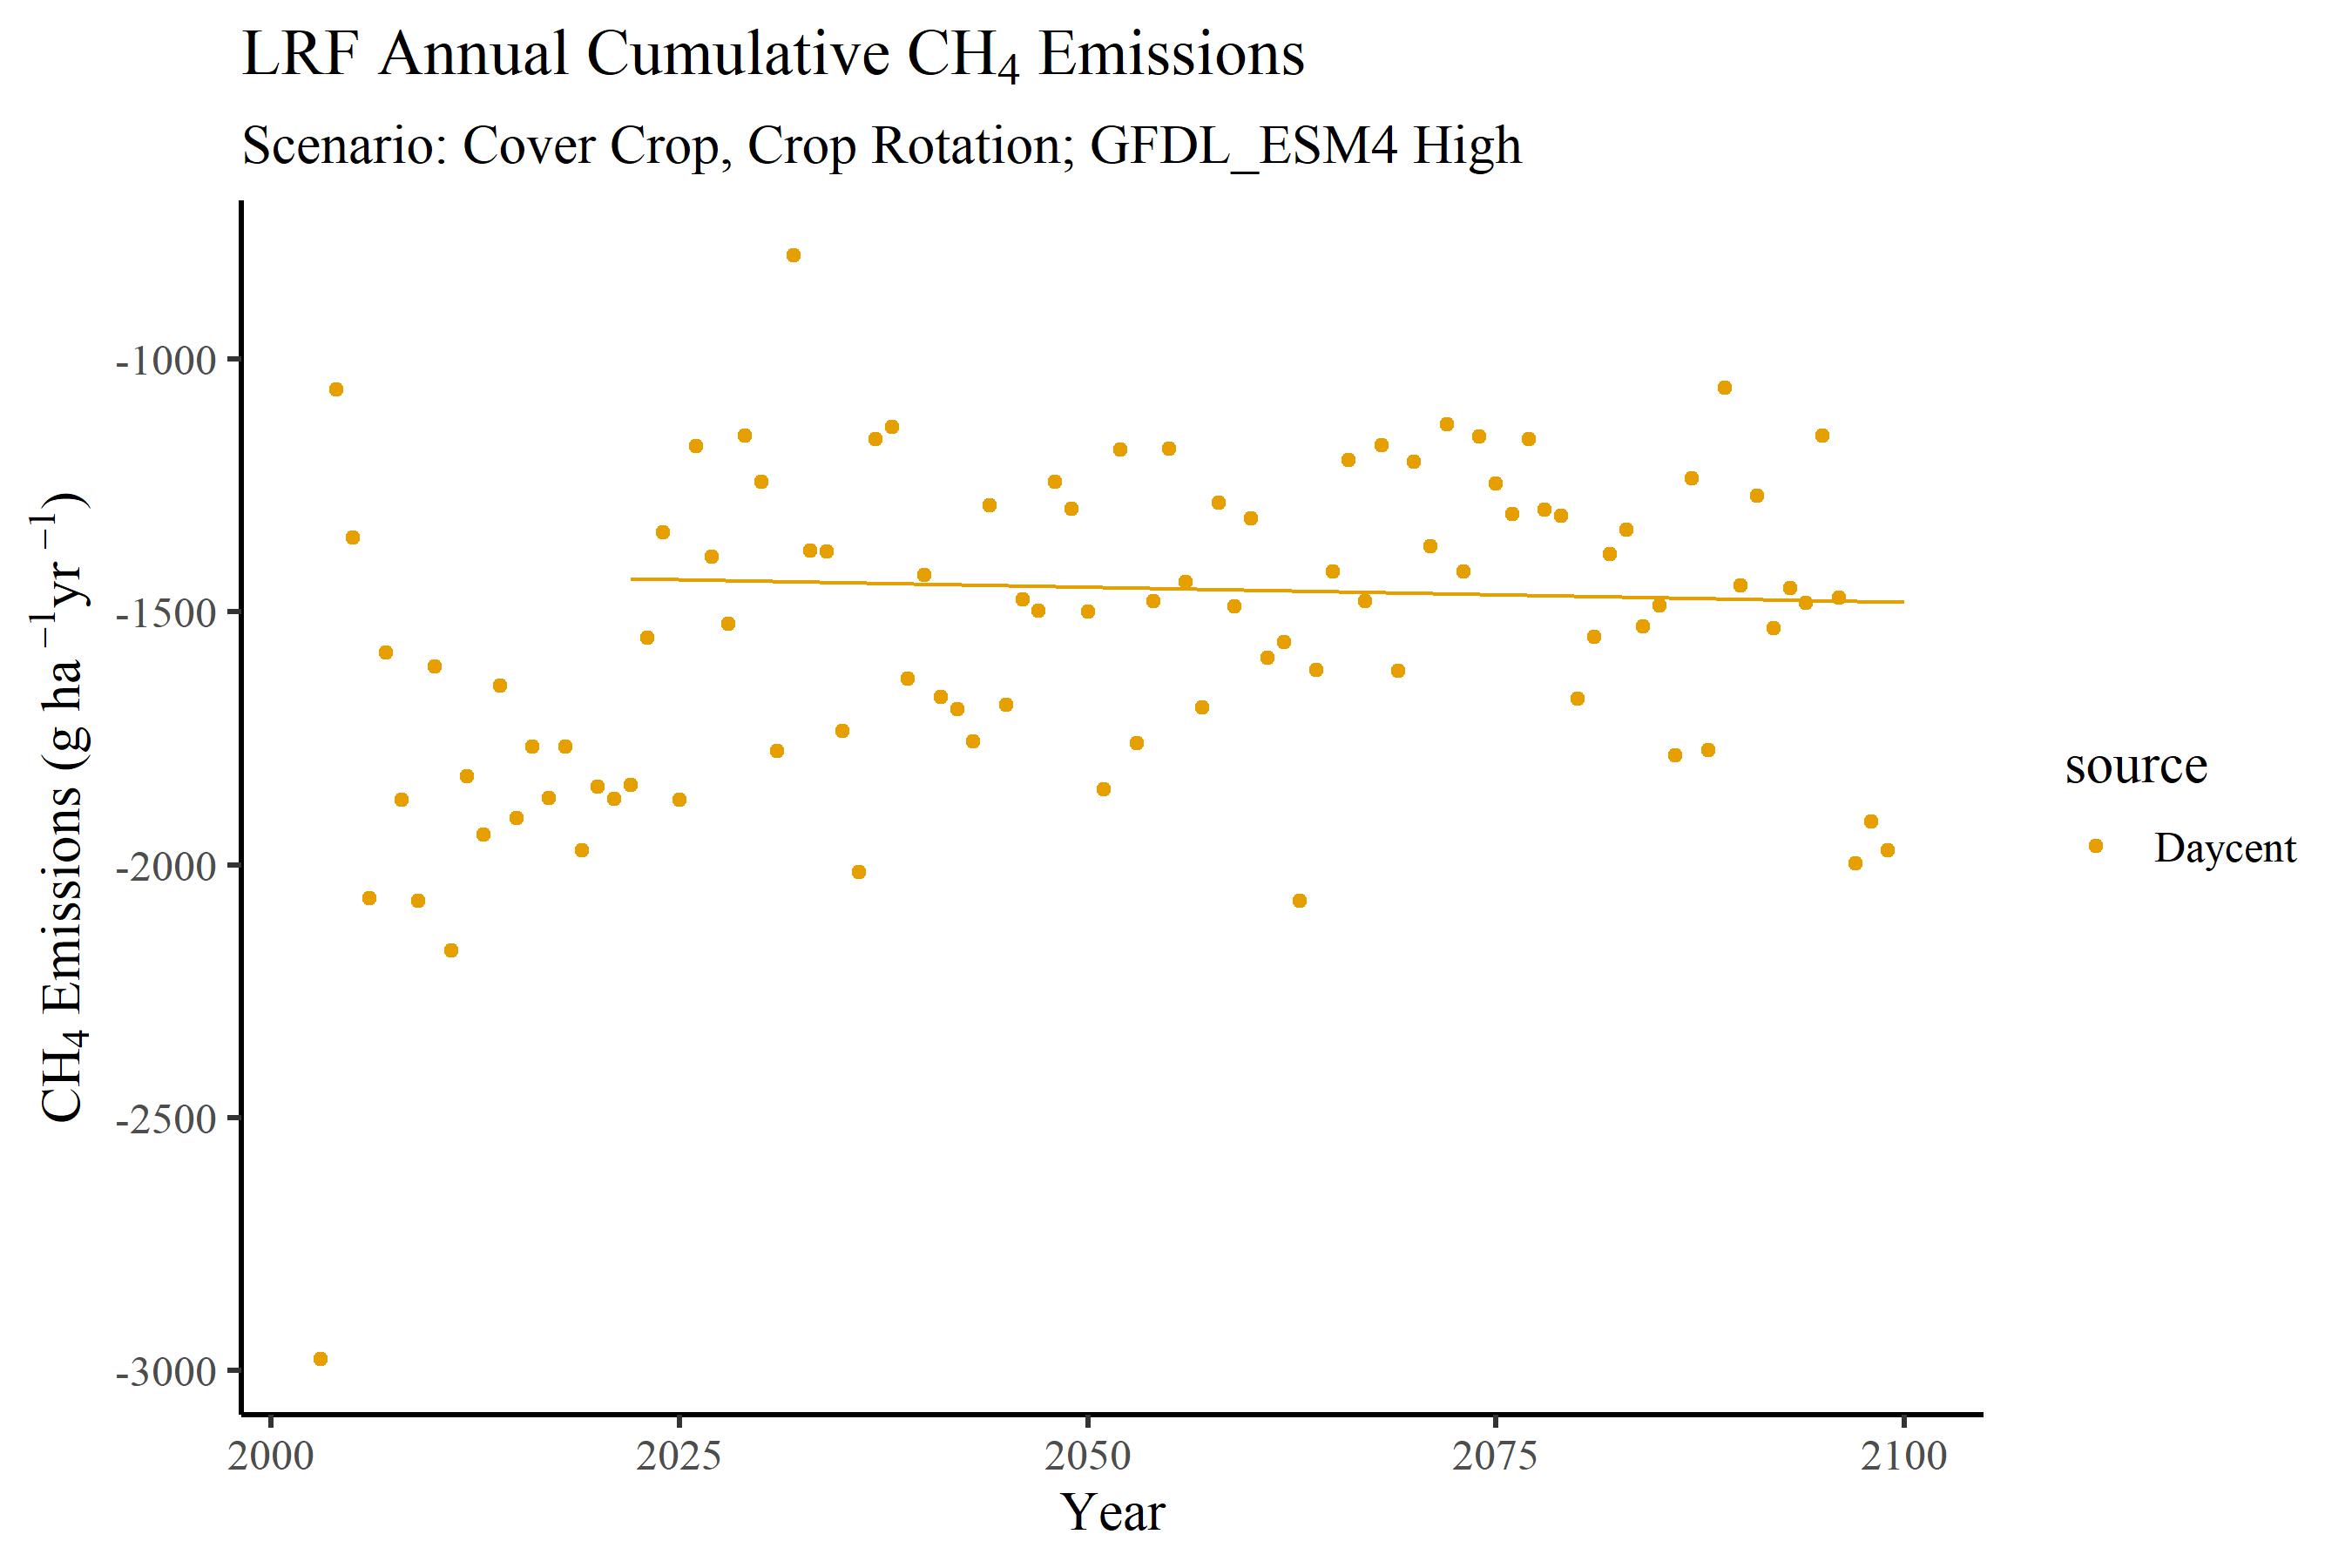 LRF Annual Cumulative CH₄ Emissions
Scenario: Cover Crop, Crop Rotation; GFDL_ESM4 High
CH₄ Emissions (g ha⁻¹yr⁻¹)
-1000
-1500
-2000
-2500
-3000
2000 2025 2050 2075 2100
Year
source
Daycent